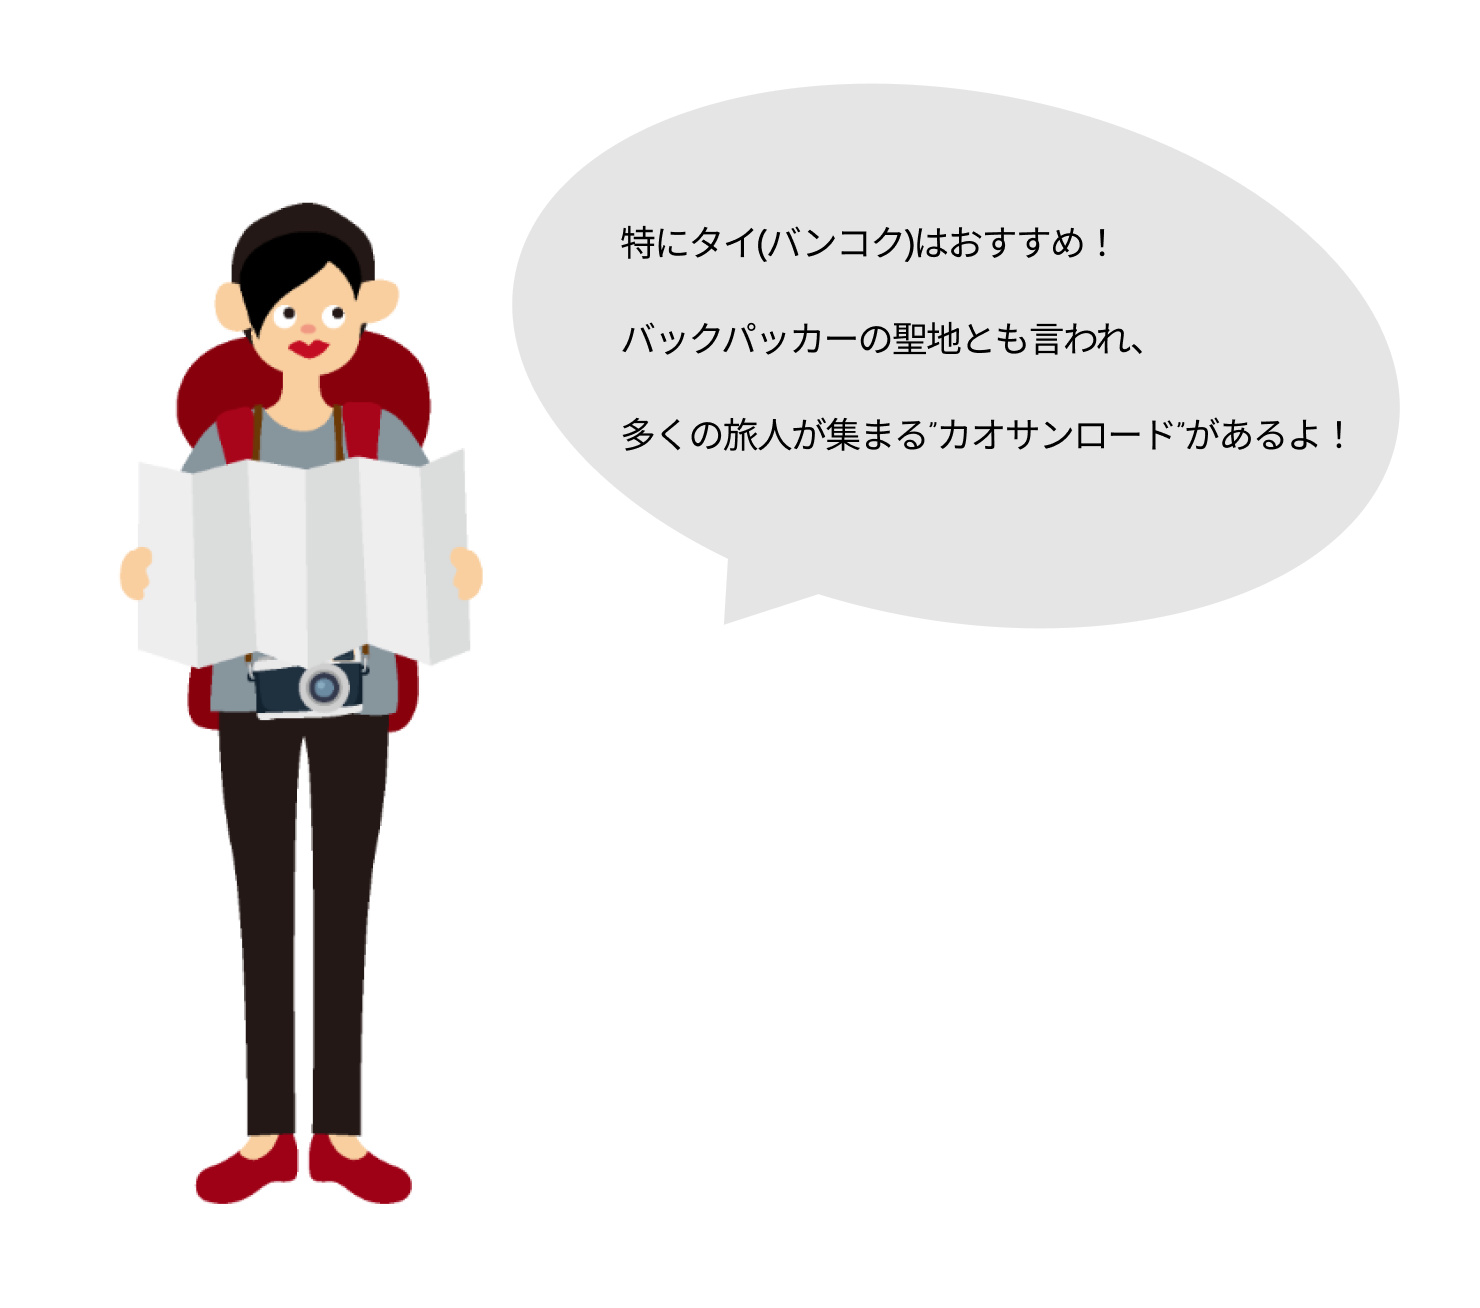 特にタイ(バンコク)はおすすめ！
バックパッカーの聖地とも言われ、
多くの旅人が集まる”カオサンロード”があるよ！